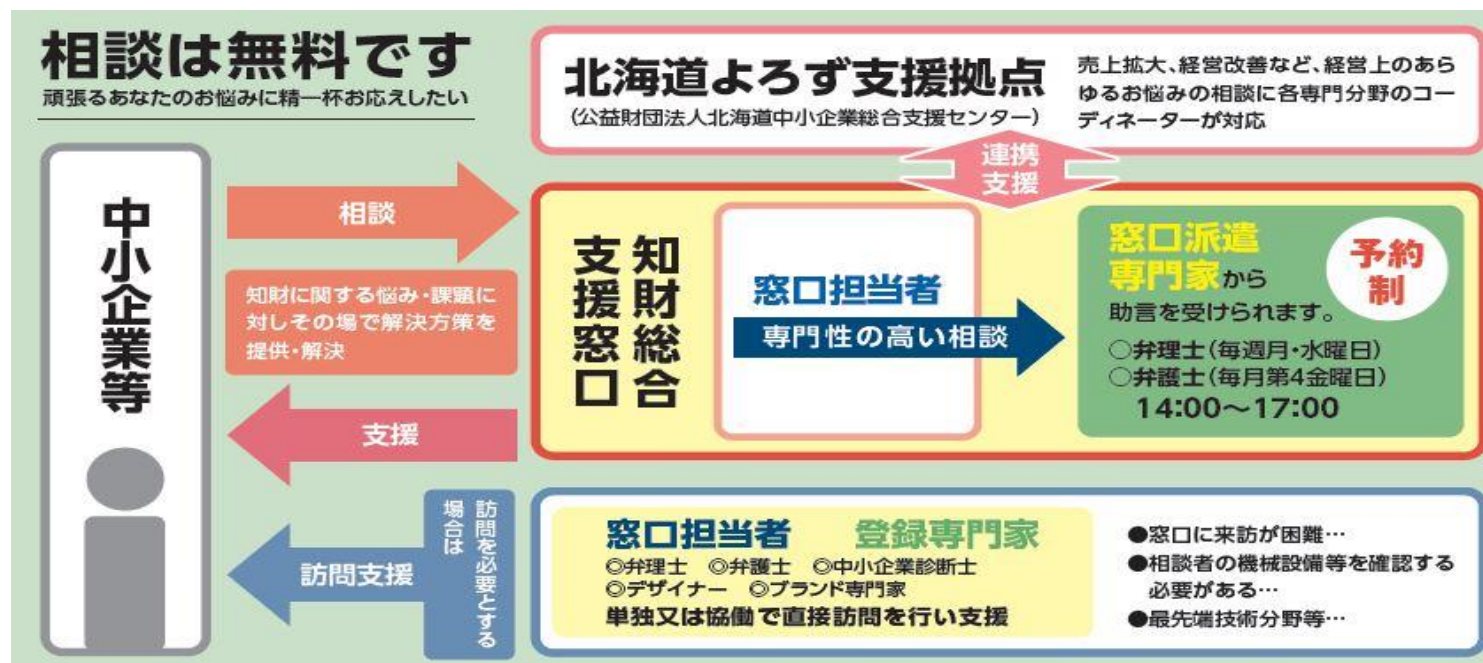 相談は無料です
頑張るあなたのお悩みに精一杯お応えしたい
北海道よろず支援拠点
（公益財団法人北海道中小企業総合支援センター）
売上拡大、経営改善など、経営上のあら
ゆるお悩みの相談に各専門分野のコー
ディネーターが対応
連携
支援
中小企業等
相談
知財に関する悩み・課題に
対しその場で解決方策を
提供・解決
支援
知財総合
支援窓口
窓口担当者
専門性の高い相談
窓口派遣
専門家から
助言を受けられます。
予約
制
○弁理士（毎週月・水曜日）
○弁護士（毎月第4金曜日）
14:00〜17:00
訪問を必要とする
場合は
訪問支援
窓口担当者 登録専門家
◎弁理士 ◎弁護士 ◎中小企業診断士
◎デザイナー ◎ブランド専門家
単独又は協働で直接訪問を行い支援
●窓口に来訪が困難…
●相談者の機械設備等を確認する
必要がある…
●最先端技術分野等…